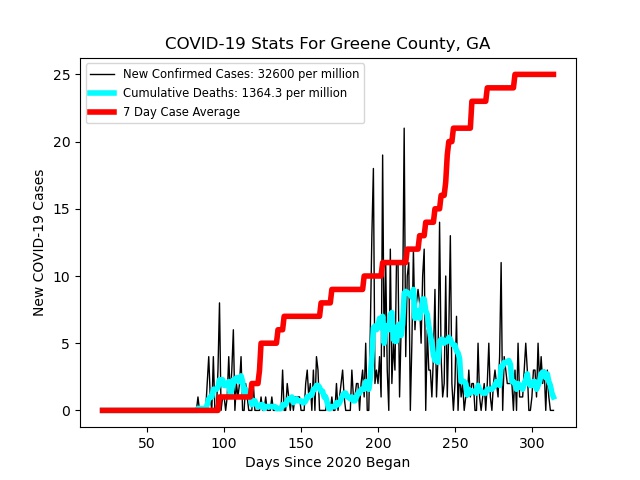 COVID-19 Stats For Greene County, GA
New Confirmed Cases: 32600 per million
Cumulative Deaths: 1364.3 per million
7 Day Case Average
New COVID-19 Cases
25
20
15
10
5
0
50
100
150
200
250
300
Days Since 2020 Began